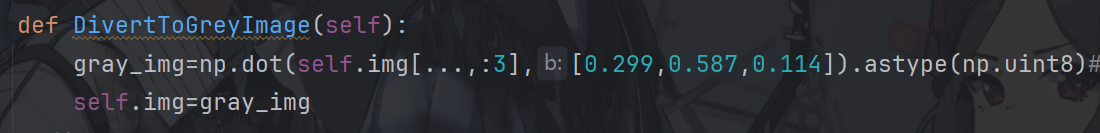 def DivertToGreyImage(self):
gray_img=np.dot(self.img[...,:3], b: [0.299,0.587,0.114]).astype(np.uint8)#
self.img=gray_img